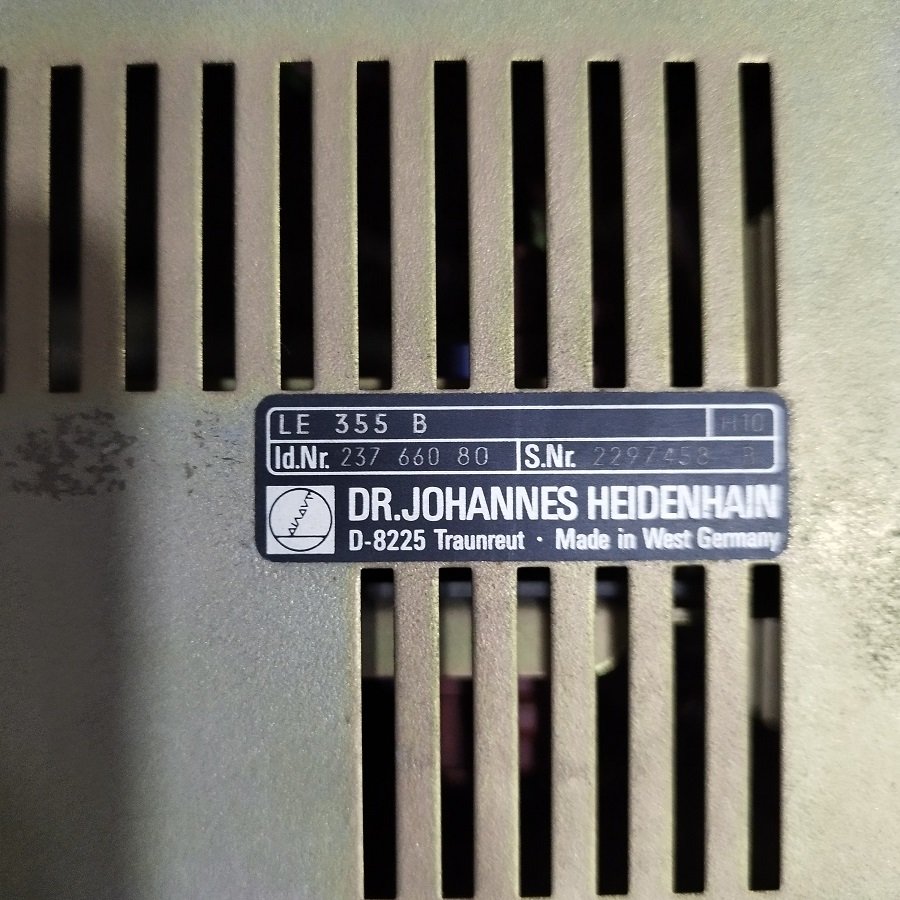 LE 355 B H10
Id.Nr. 237 660 80 S.Nr. 2297458 B
DR.JOHANNES HEIDENHAIN
D-8225 Traunreut · Made in West Germany